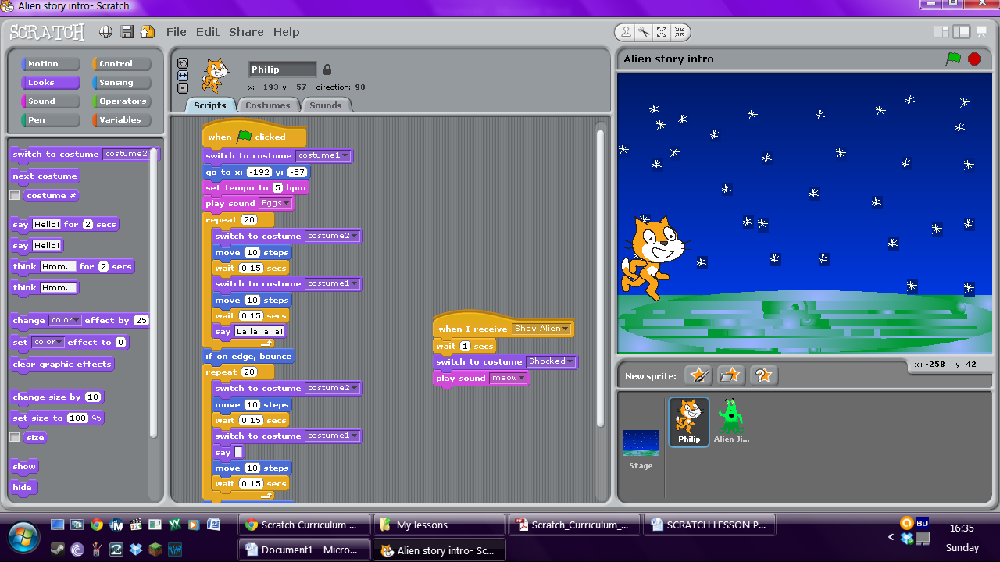 Alien story intro- Scratch
SCRATCH
File Edit Share Help
Motion Control
Looks Sensing
Sound Operators
Pen Variables
switch to costume costume2
next costume
costume #
say Hello! for 2 secs
say Hello!
think Hmm... for 2 secs
think Hmm...
change color effect by 25
set color effect to 0
clear graphic effects
change size by 10
set size to 100 %
size
show
hide
Philip
x: -193 y: -57 direction: 90
Scripts Costumes Sounds
when clicked
switch to costume costume1
go to x: -192 y: -57
set tempo to 5 bpm
play sound Eggs
repeat 20
switch to costume costume2
move 10 steps
wait 0.15 secs
switch to costume costume1
move 10 steps
wait 0.15 secs
say La la la la!
if on edge, bounce
repeat 20
switch to costume costume2
move 10 steps
wait 0.15 secs
switch to costume costume1
say
move 10 steps
wait 0.15 secs
when I receive Show Alien
wait 1 secs
switch to costume Shocked
play sound meow
Alien story intro
x: -258 y: 42
New sprite:
Philip
Alien Ji...
Stage
Scratch Curriculum ...
My lessons
Scratch_Curriculum_...
SCRATCH LESSON P...
Document1 - Micro...
Alien story intro- Sc...
BU
16:35
Sunday